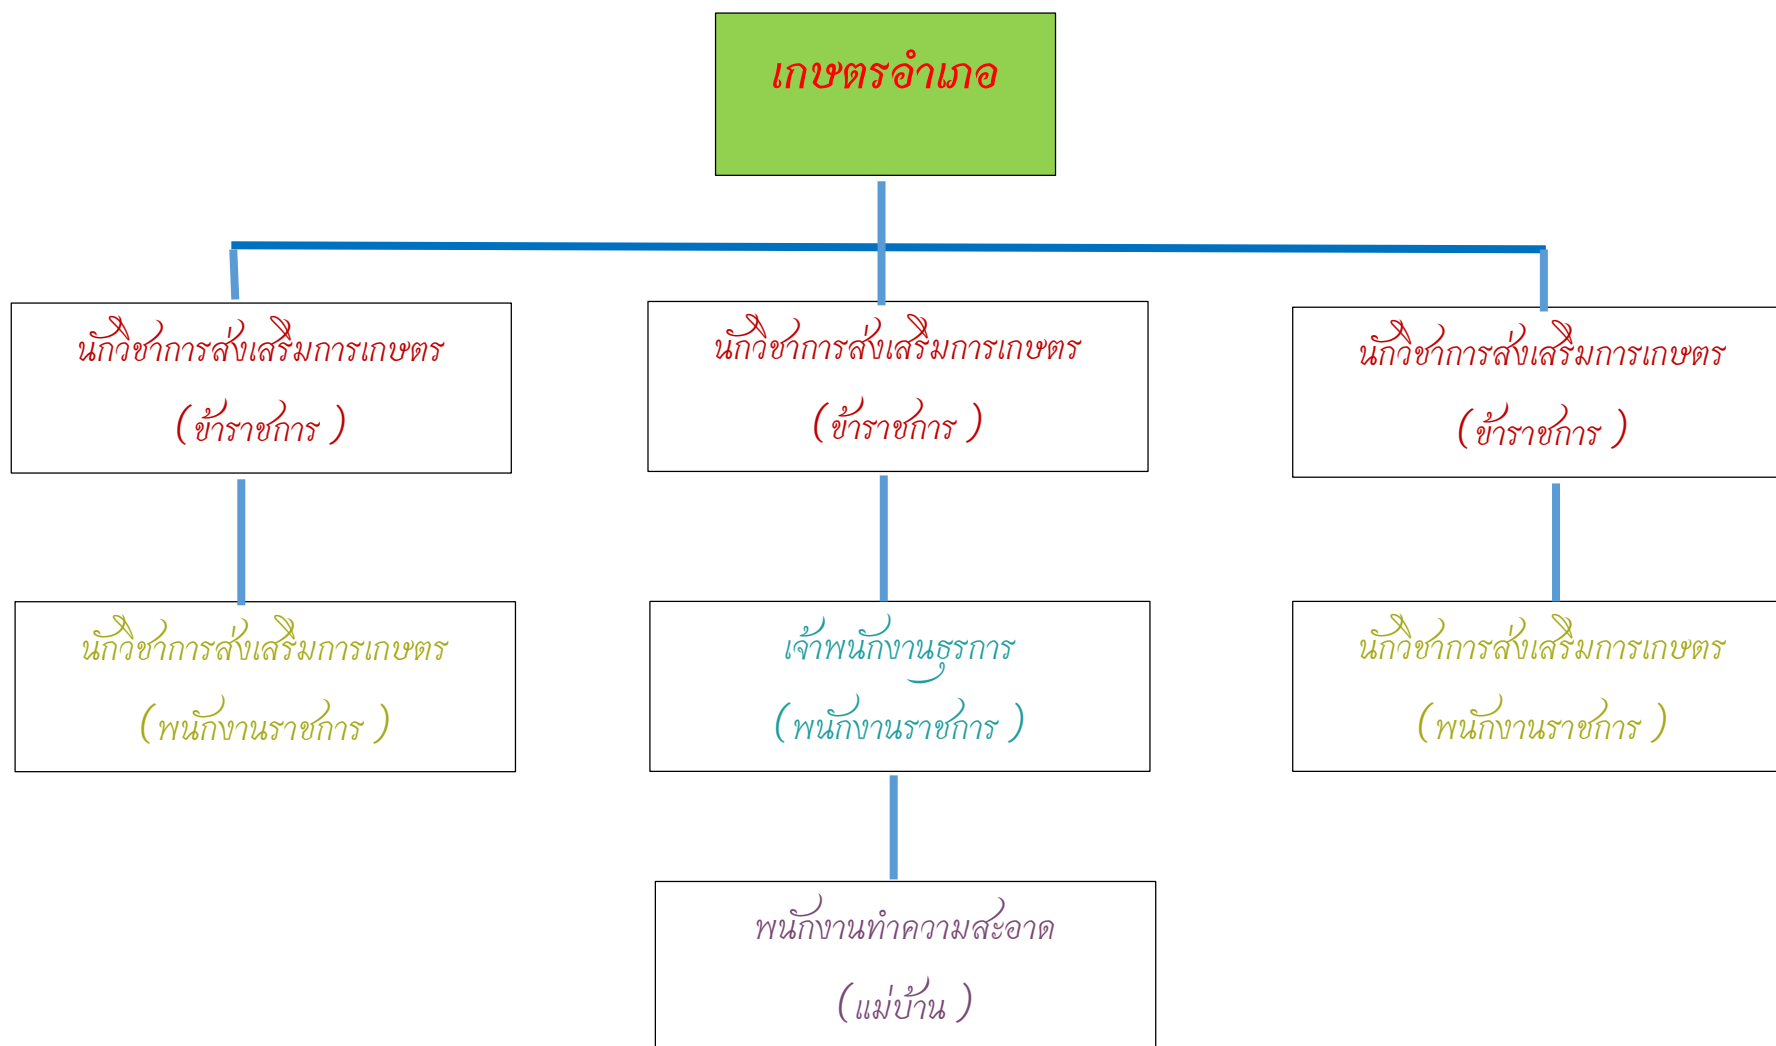 เกษตรอำเภอ
นักวิชาการส่งเสริมการเกษตร
(ข้าราชการ )
นักวิชาการส่งเสริมการเกษตร
(ข้าราชการ )
นักวิชาการส่งเสริมการเกษตร
(ข้าราชการ )
นักวิชาการส่งเสริมการเกษตร
(พนักงานราชการ )
เจ้าพนักงานธุรการ
(พนักงานราชการ )
นักวิชาการส่งเสริมการเกษตร
(พนักงานราชการ )
พนักงานทำความสะอาด
(แม่บ้าน )